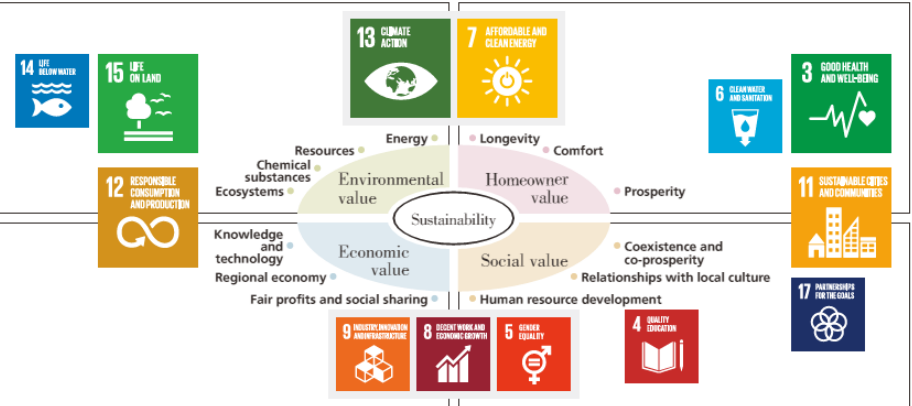 13 CLIMATE
ACTION
7 AFFORDABLE AND
CLEAN ENERGY
14 LIFE
BELOW WATER
15 LIFE
ON LAND
6 CLEAN WATER
AND SANITATION
3 GOOD HEALTH
AND WELL-BEING
12 RESPONSIBLE
CONSUMPTION
AND PRODUCTION
11 SUSTAINABLE CITIES
AND COMMUNITIES
Energy
Resources
Chemical
substances
Ecosystems
Environmental
value
Longevity
Comfort
Prosperity
Homeowner
value
Sustainability
Knowledge
and
technology
Regional economy
Fair profits and social sharing
Economic
value
Social value
Coexistence and
co-prosperity
Relationships with local culture
Human resource development
9 INDUSTRY, INNOVATION
AND INFRASTRUCTURE
8 DECENT WORK AND
ECONOMIC GROWTH
5 GENDER
EQUALITY
4 QUALITY
EDUCATION
17 PARTNERSHIPS
FOR THE GOALS